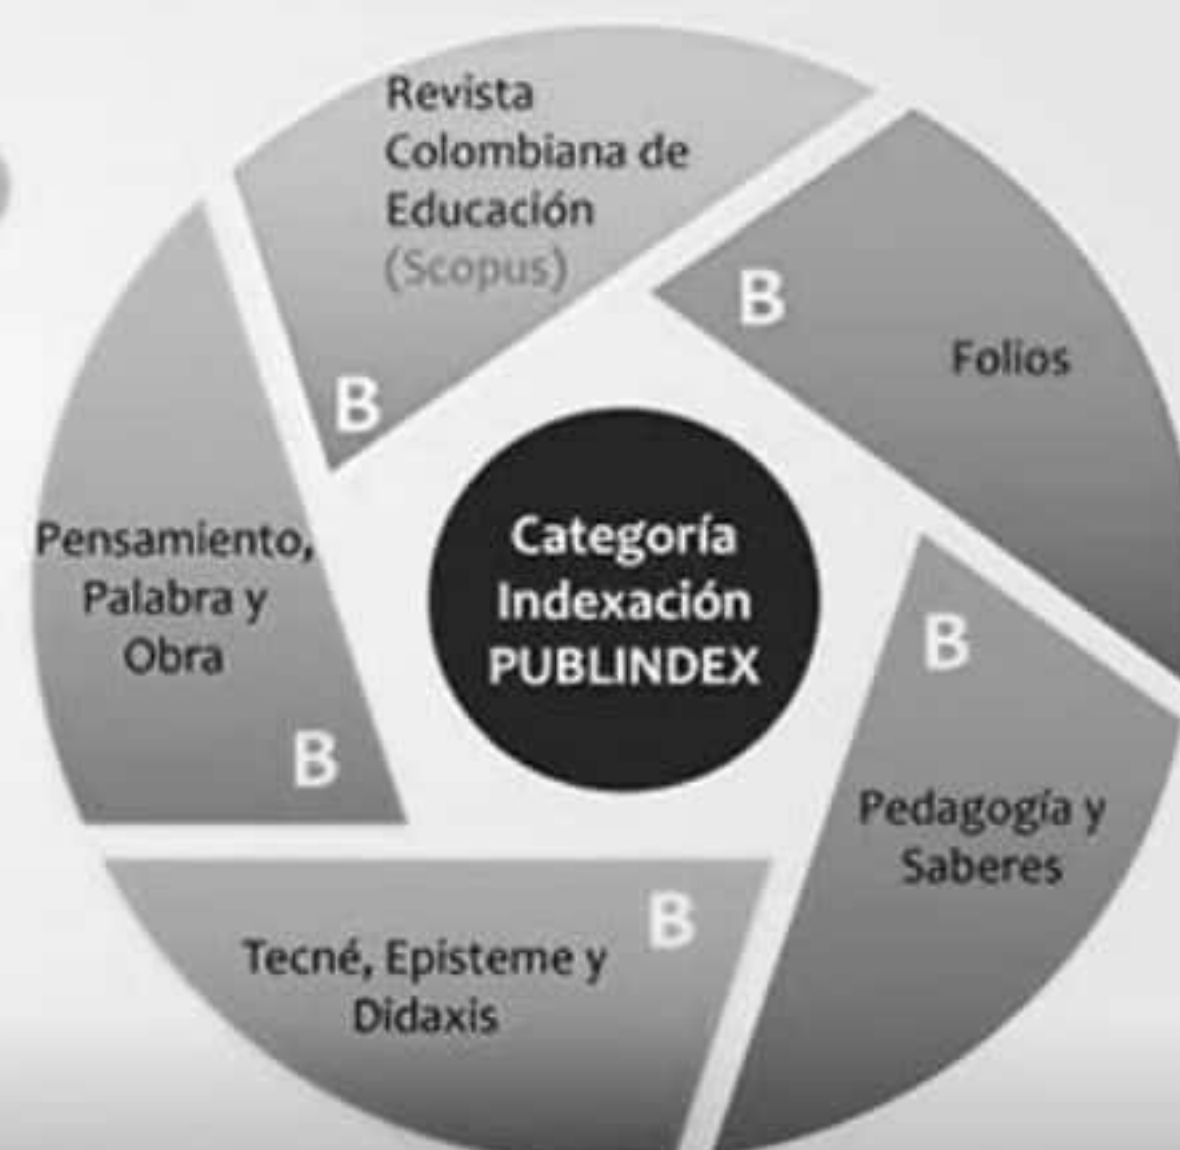 Revista
Colombiana de
Educación
(Scopus)
B
B
Folios
B
Pedagogía y
Saberes
B
Tecné, Episteme y
Didaxis
Pensamiento,
Palabra y
Obra
B
Categoría
Indexación
PUBLINDEX